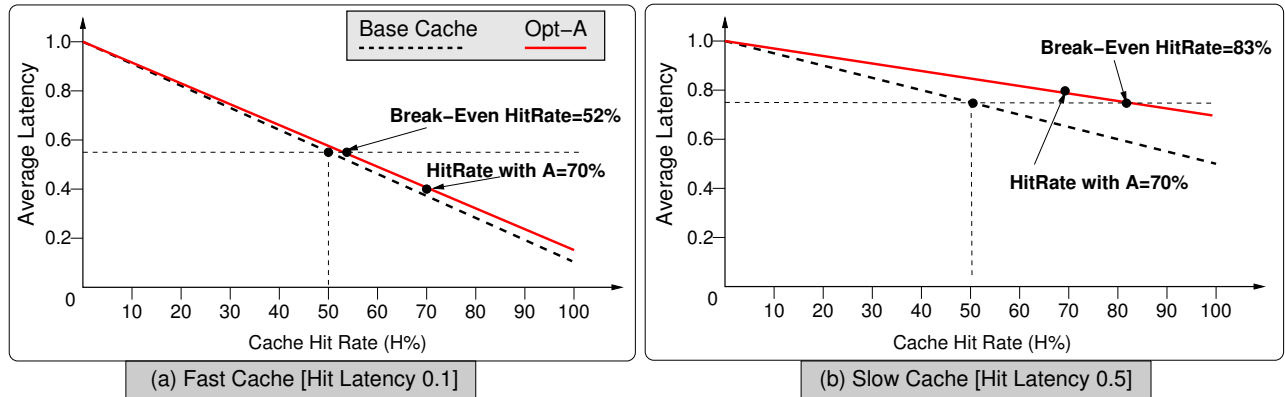 Base Cache
Opt−A
Average Latency
1.0
0.8
0.6
0.4
0.2
0
Break−Even HitRate=52%
HitRate with A=70%
10 20 30 40 50 60 70 80 90 100
Cache Hit Rate (H%)
(a) Fast Cache [Hit Latency 0.1]
Average Latency
1.0
0.8
0.6
0.4
0.2
0
Break−Even HitRate=83%
HitRate with A=70%
10 20 30 40 50 60 70 80 90 100
Cache Hit Rate (H%)
(b) Slow Cache [Hit Latency 0.5]